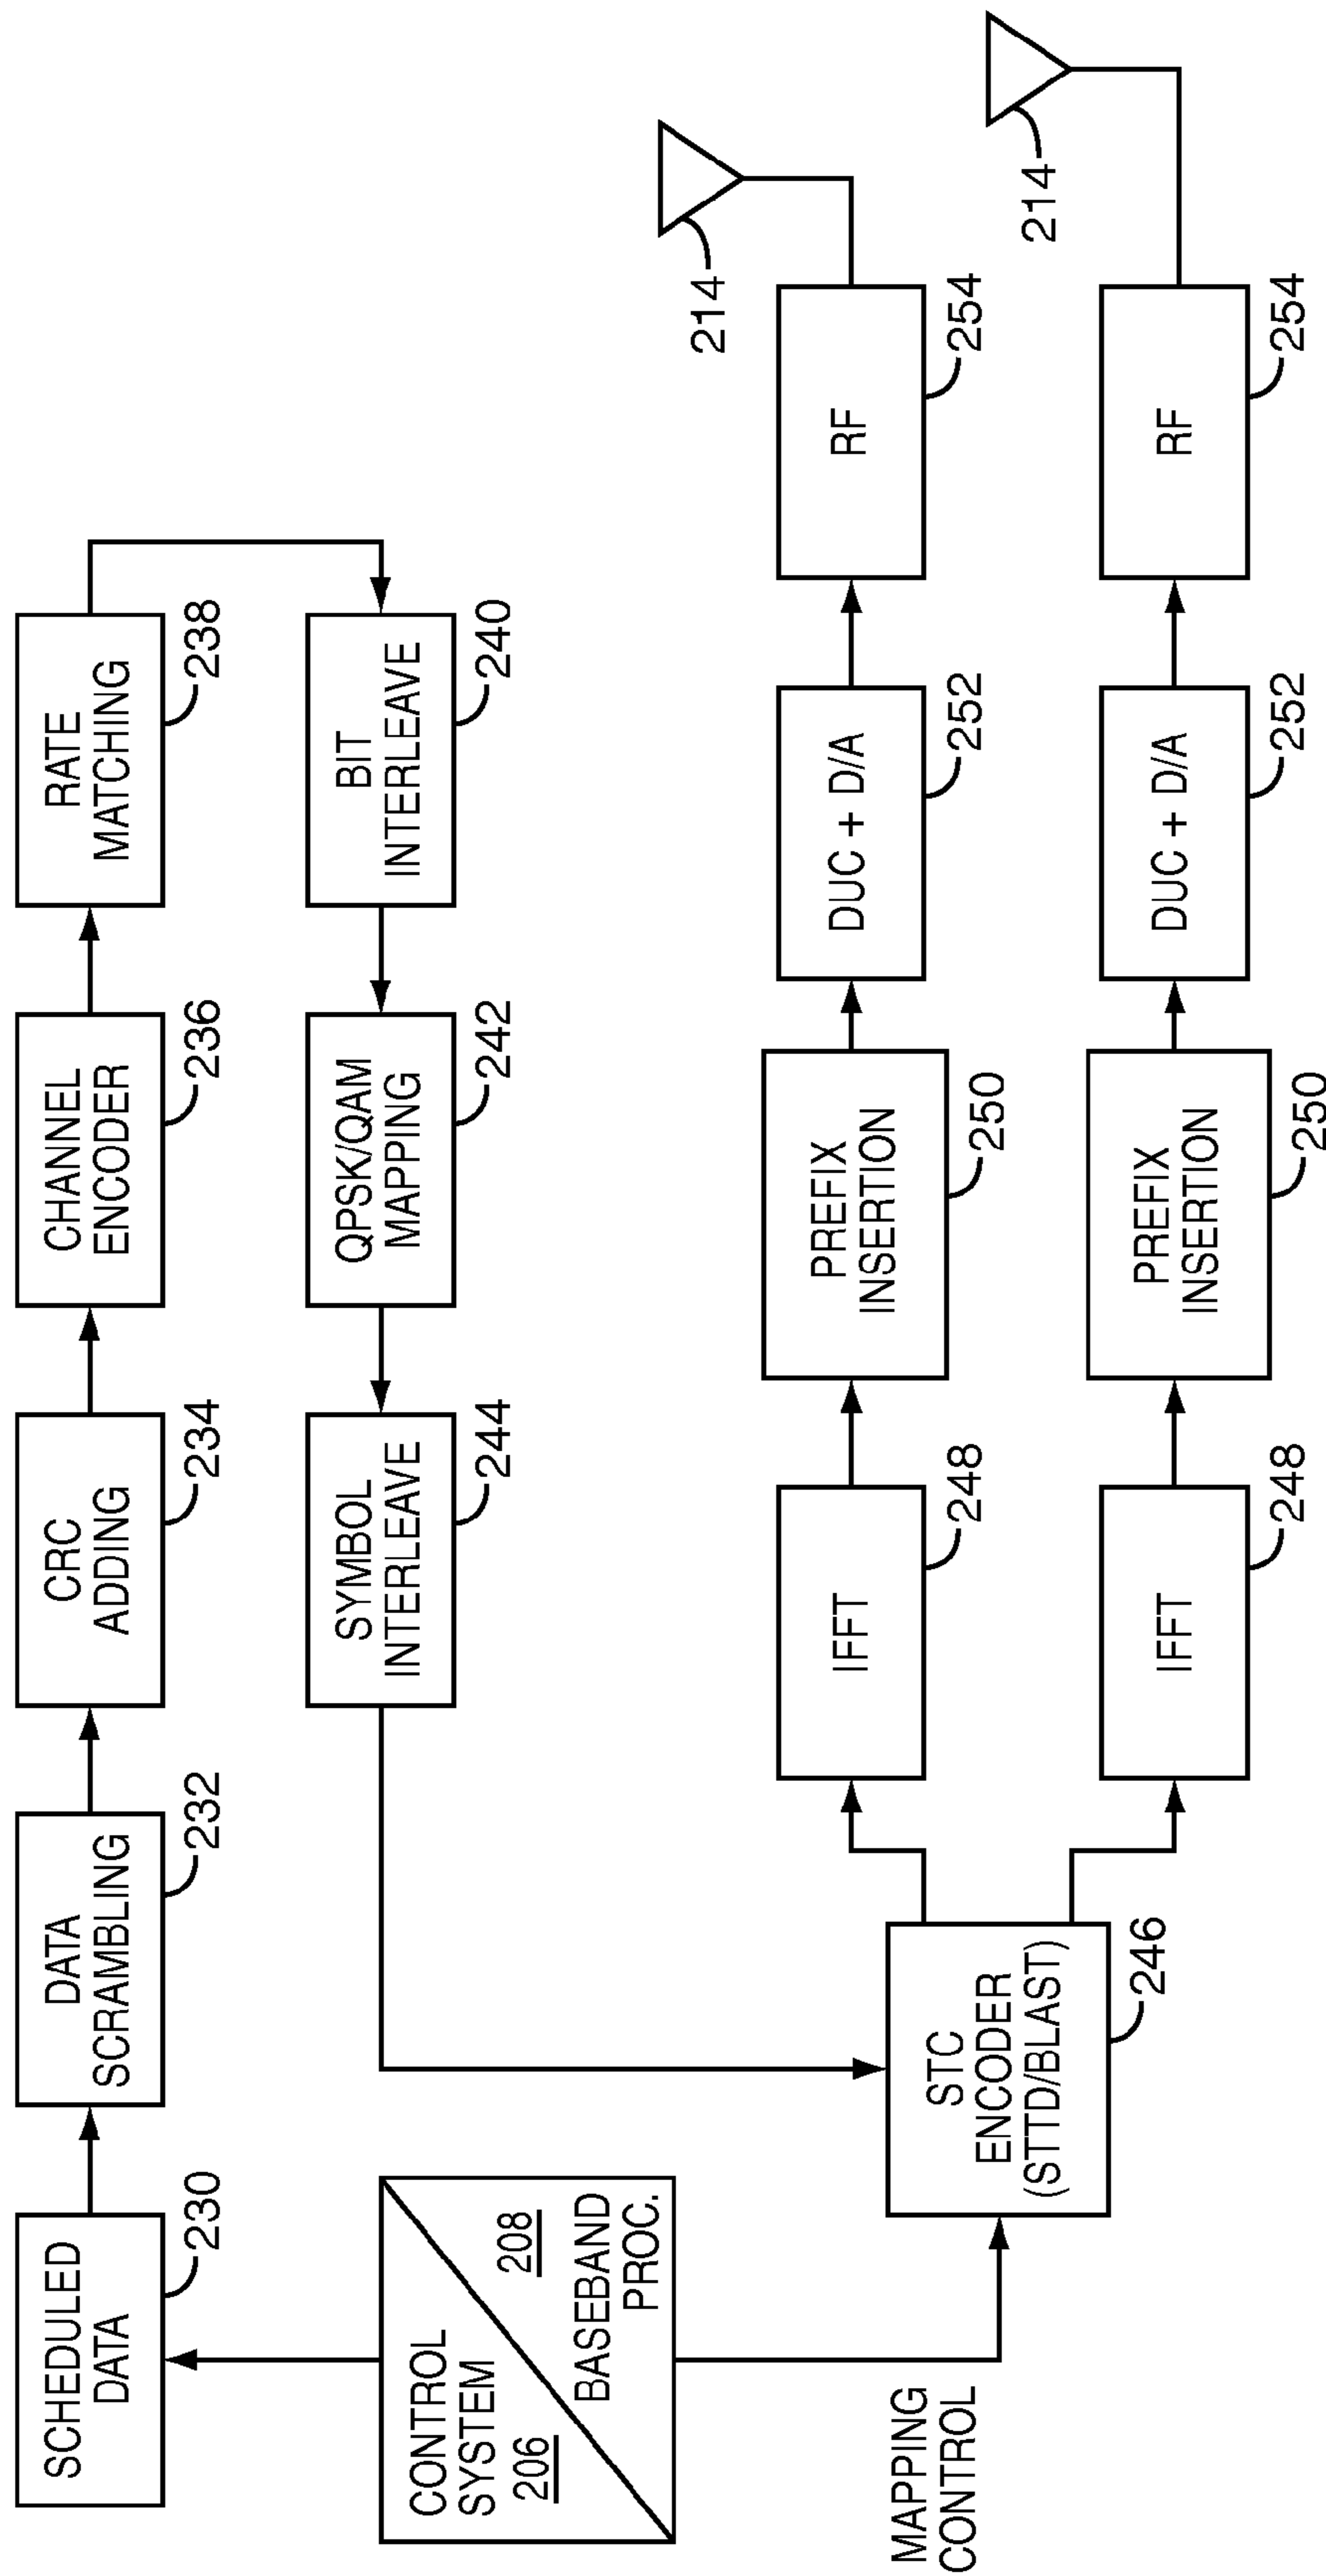 SCHEDULED
DATA
230
DATA
SCRAMBLING
232
CRC
ADDING
234
CHANNEL
ENCODER
236
RATE
MATCHING
238
CONTROL
SYSTEM
206
208
BASEBAND
PROC.
SYMBOL
INTERLEAVE
244
QPSK/QAM
MAPPING
242
BIT
INTERLEAVE
240
MAPPING
CONTROL
STC
ENCODER
(STTD/BLAST)
246
IFFT
248
PREFIX
INSERTION
250
DUC + D/A
252
RF
254
214
IFFT
248
PREFIX
INSERTION
250
DUC + D/A
252
RF
254
214